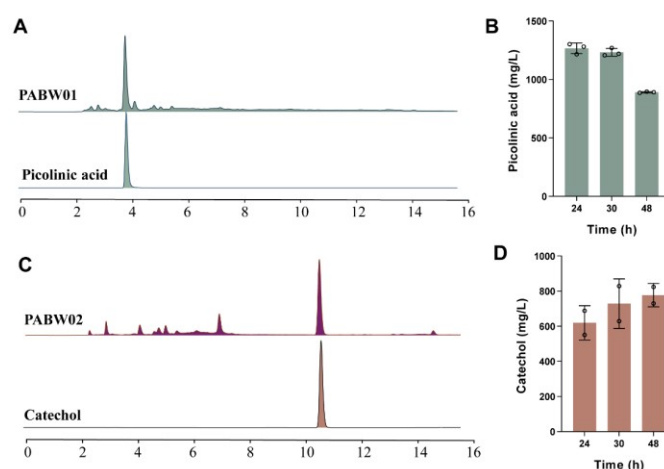 A
PABW01
Picolinic acid
0 2 4 6 8 10 12 14 16
B
Picolinic acid (mg/L)
1500
1000
500
0
24 30 48
Time (h)
C
PABW02
Catechol
0 2 4 6 8 10 12 14 16
D
Catechol (mg/L)
1000
800
600
400
200
0
24 30 48
Time (h)